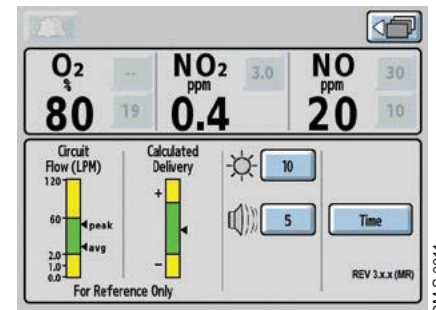 O2 % 80 -- 19
NO2 ppm 0.4 3.0
NO ppm 20 30 10
Circuit Flow (LPM)
120
60
peak
avg
2.0
1.0
0.0
Calculated Delivery
+
-
10
5
Time
REV 3.x.x (MR)
For Reference Only